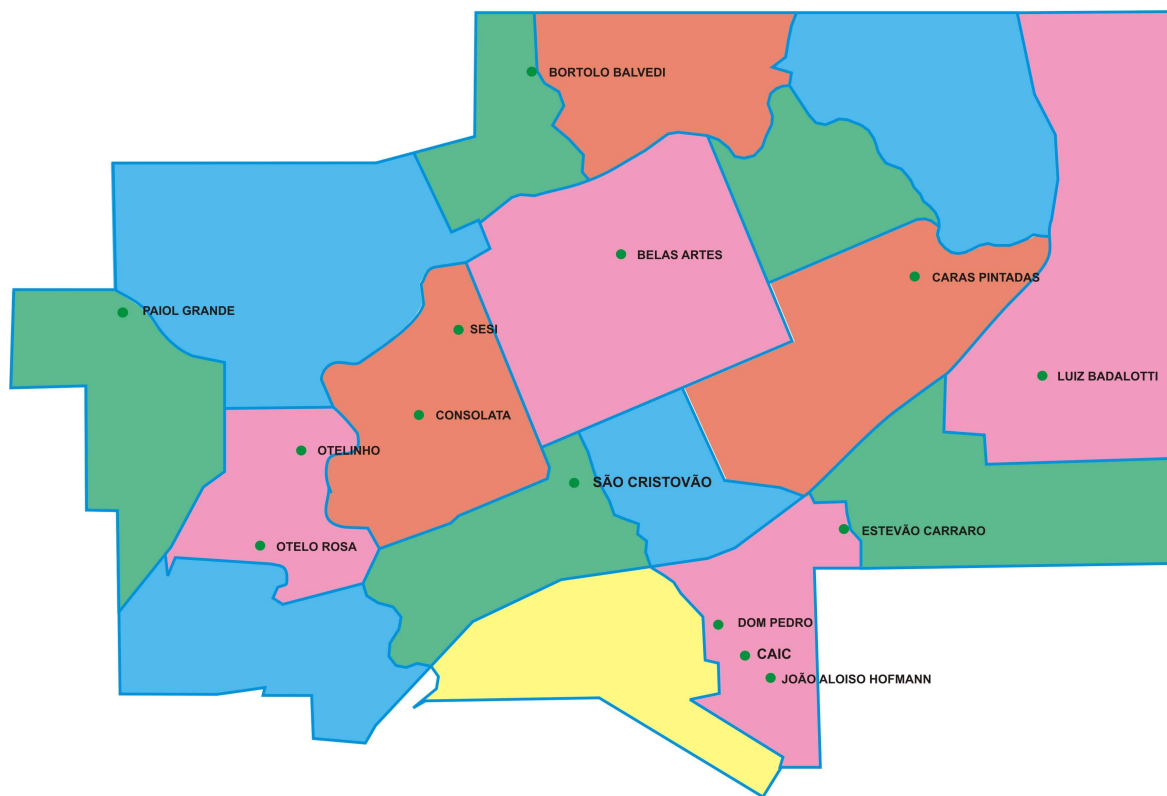 BORTOLO BALVEDI
BELAS ARTES
CARAS PINTADAS
PAIOL GRANDE
SESI
LUIZ BADALOTTI
CONSOLATA
OTELINHO
SÃO CRISTOVÃO
ESTEVÃO CARRARO
OTELO ROSA
DOM PEDRO
CAIC
JOÃO ALOISO HOFMANN